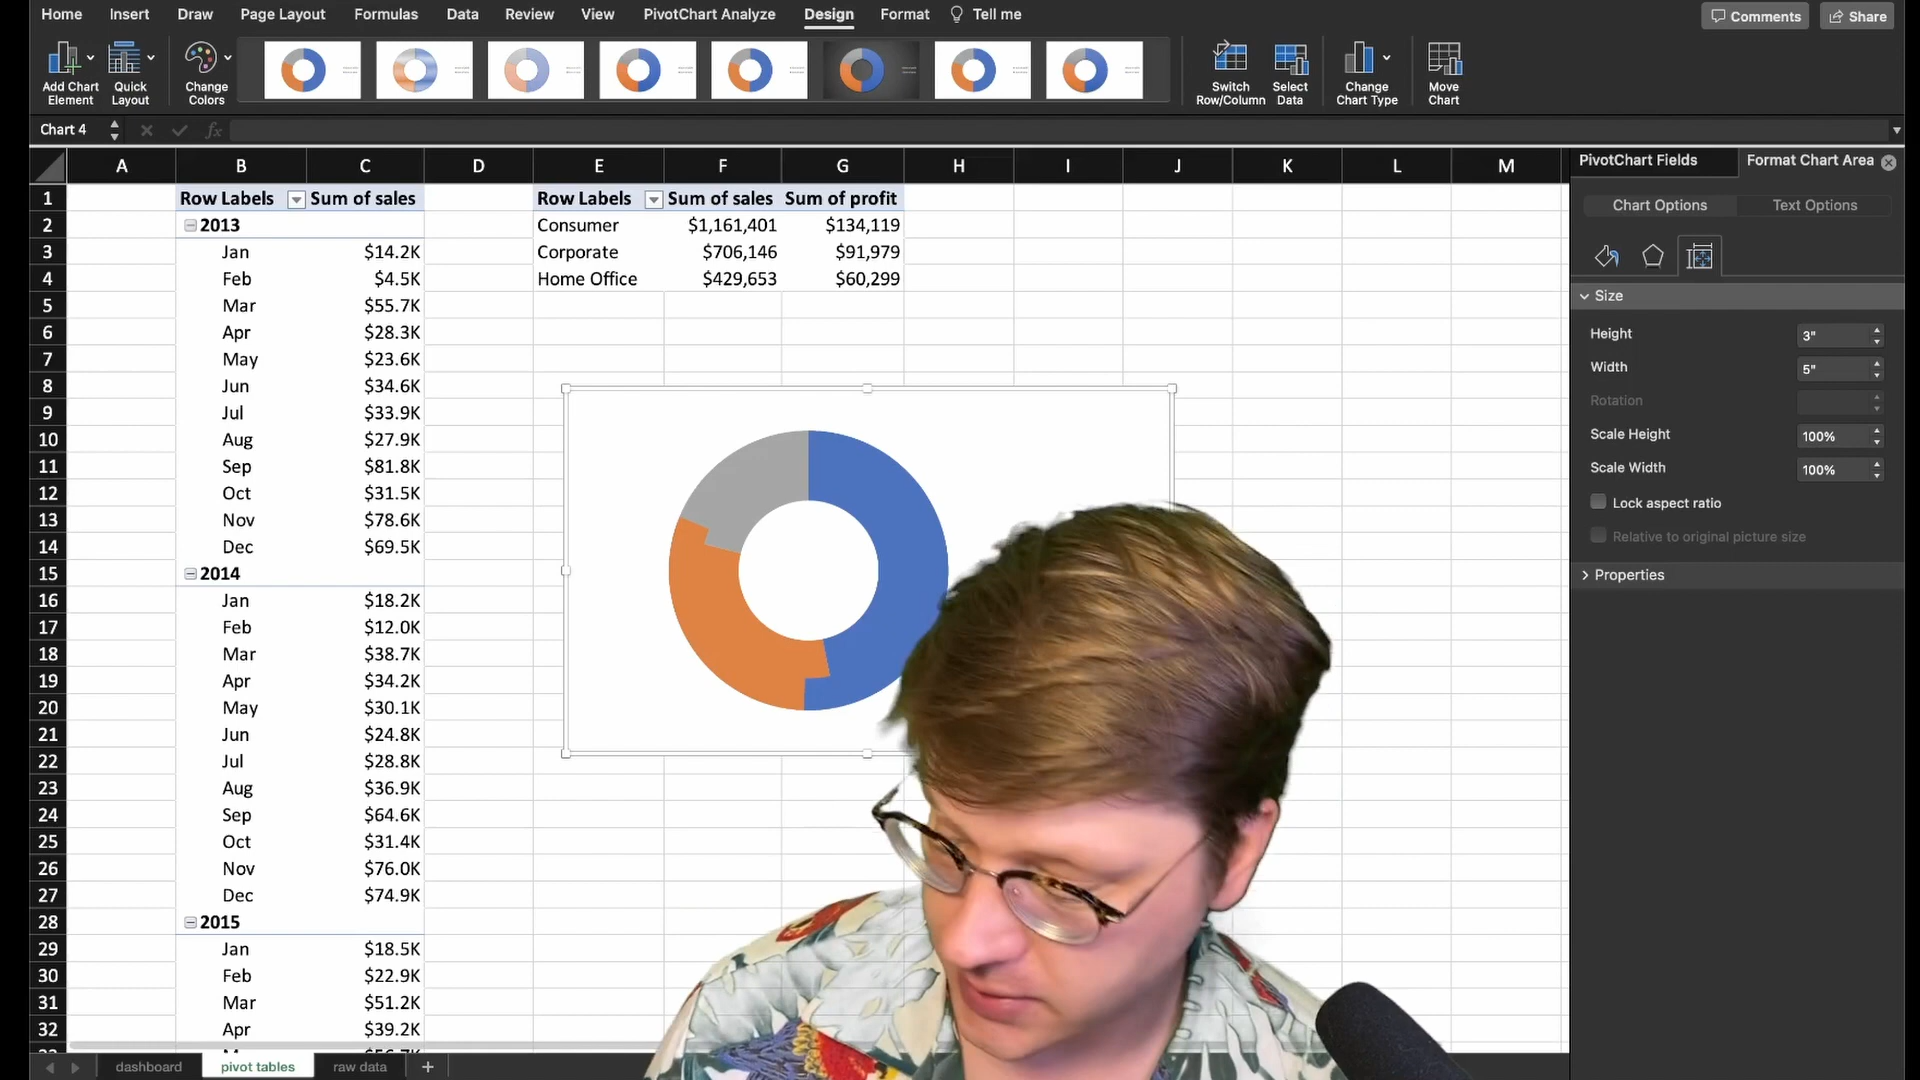 Home Insert Draw Page Layout Formulas Data Review View PivotChart Analyze Design Format Tell me Comments Share
Add Chart Element
Quick Layout
Change Colors
Switch Row/Column
Select Data
Change Chart Type
Move Chart
Chart 4 fx
A B C D E F G H I J K L M
PivotChart Fields Format Chart Area
Chart Options Text Options
Size
Height 3"
Width 5"
Rotation
Scale Height 100%
Scale Width 100%
Lock aspect ratio
Relative to original picture size
Properties
1 Row Labels Sum of sales Row Labels Sum of sales Sum of profit
2 2013 Consumer $1,161,401 $134,119
3 Jan $14.2K Corporate $706,146 $91,979
4 Feb $4.5K Home Office $429,653 $60,299
5 Mar $55.7K
6 Apr $28.3K
7 May $23.6K
8 Jun $34.6K
9 Jul $33.9K
10 Aug $27.9K
11 Sep $81.8K
12 Oct $31.5K
13 Nov $78.6K
14 Dec $69.5K
15 2014
16 Jan $18.2K
17 Feb $12.0K
18 Mar $38.7K
19 Apr $34.2K
20 May $30.1K
21 Jun $24.8K
22 Jul $28.8K
23 Aug $36.9K
24 Sep $64.6K
25 Oct $31.4K
26 Nov $76.0K
27 Dec $74.9K
28 2015
29 Jan $18.5K
30 Feb $22.9K
31 Mar $51.2K
32 Apr $39.2K
dashboard pivot tables raw data +